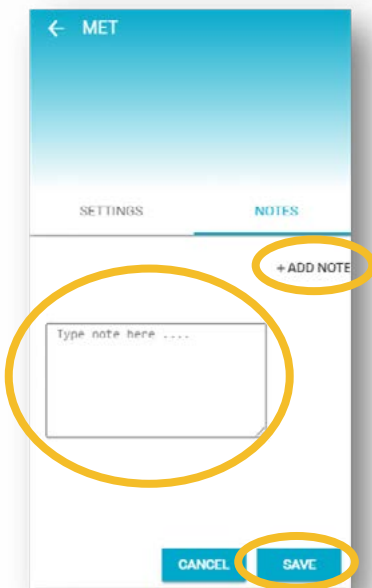 ← MET
SETTINGS NOTES
+ ADD NOTE
Type note here ....
CANCEL SAVE